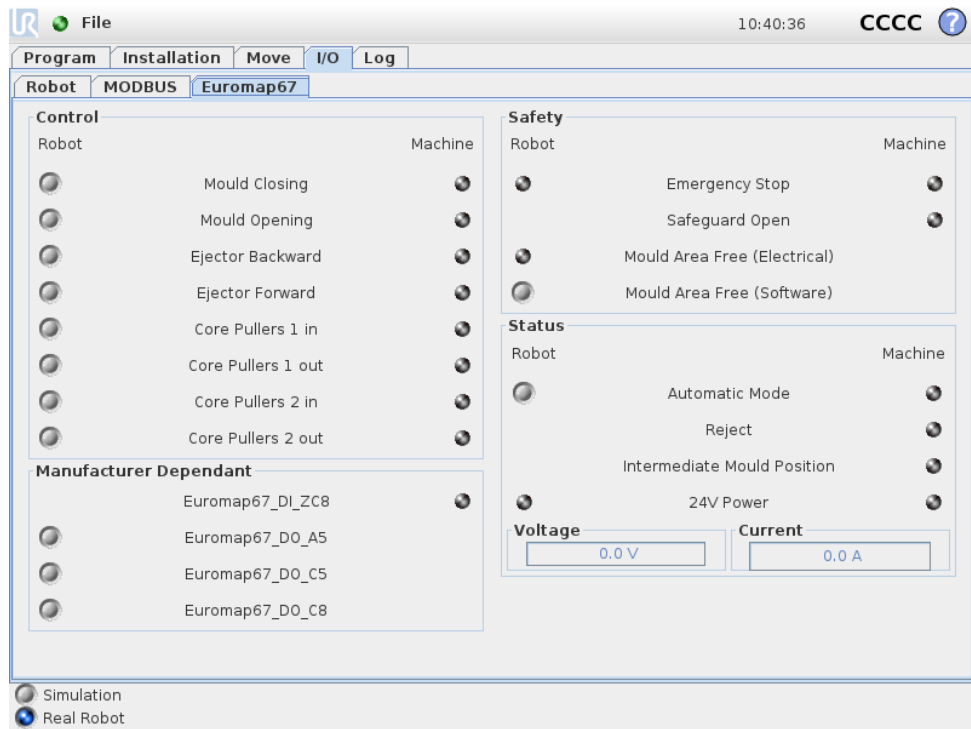 UR File 10:40:36 CCCC ?
Program Installation Move I/O Log
Robot MODBUS Euromap67
Control
Robot Machine
Mould Closing
Mould Opening
Ejector Backward
Ejector Forward
Core Pullers 1 in
Core Pullers 1 out
Core Pullers 2 in
Core Pullers 2 out
Manufacturer Dependant
Euromap67_DI_ZC8
Euromap67_DO_A5
Euromap67_DO_C5
Euromap67_DO_C8
Safety
Robot Machine
Emergency Stop
Safeguard Open
Mould Area Free (Electrical)
Mould Area Free (Software)
Status
Robot Machine
Automatic Mode
Reject
Intermediate Mould Position
24V Power
Voltage Current
0.0 V 0.0 A
Simulation
Real Robot